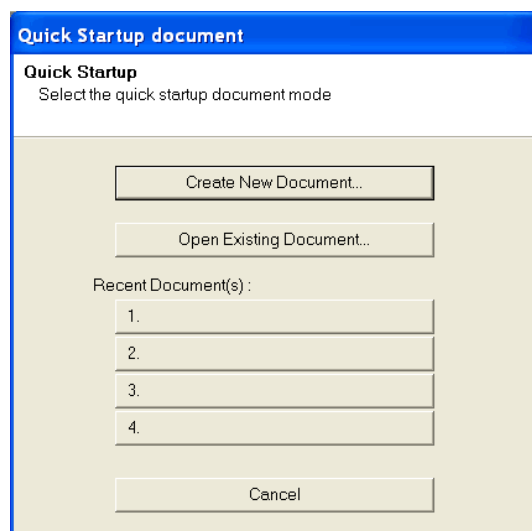 Quick Startup document
Quick Startup
Select the quick startup document mode
Create New Document...
Open Existing Document...
Recent Document(s) :
1.
2.
3.
4.
Cancel